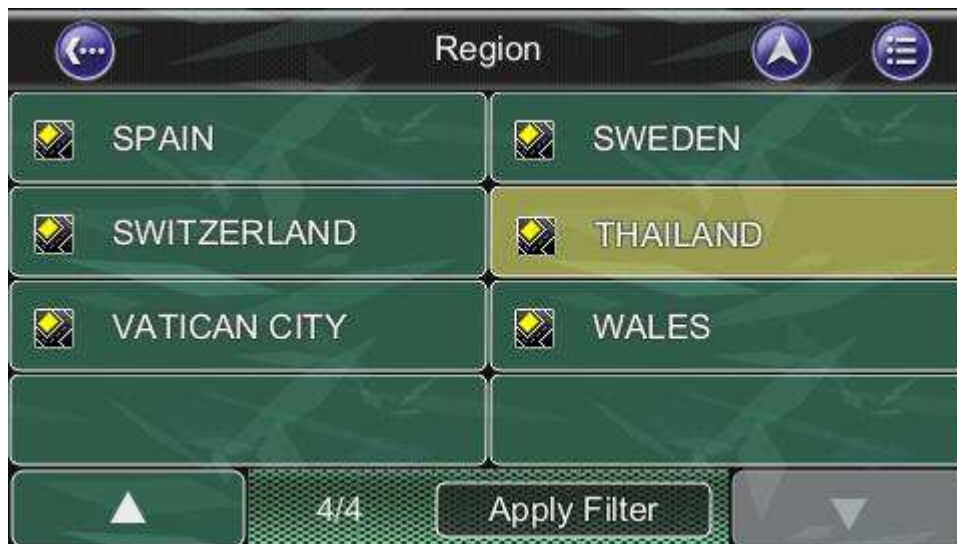 Region
SPAIN
SWEDEN
SWITZERLAND
THAILAND
VATICAN CITY
WALES
4/4
Apply Filter